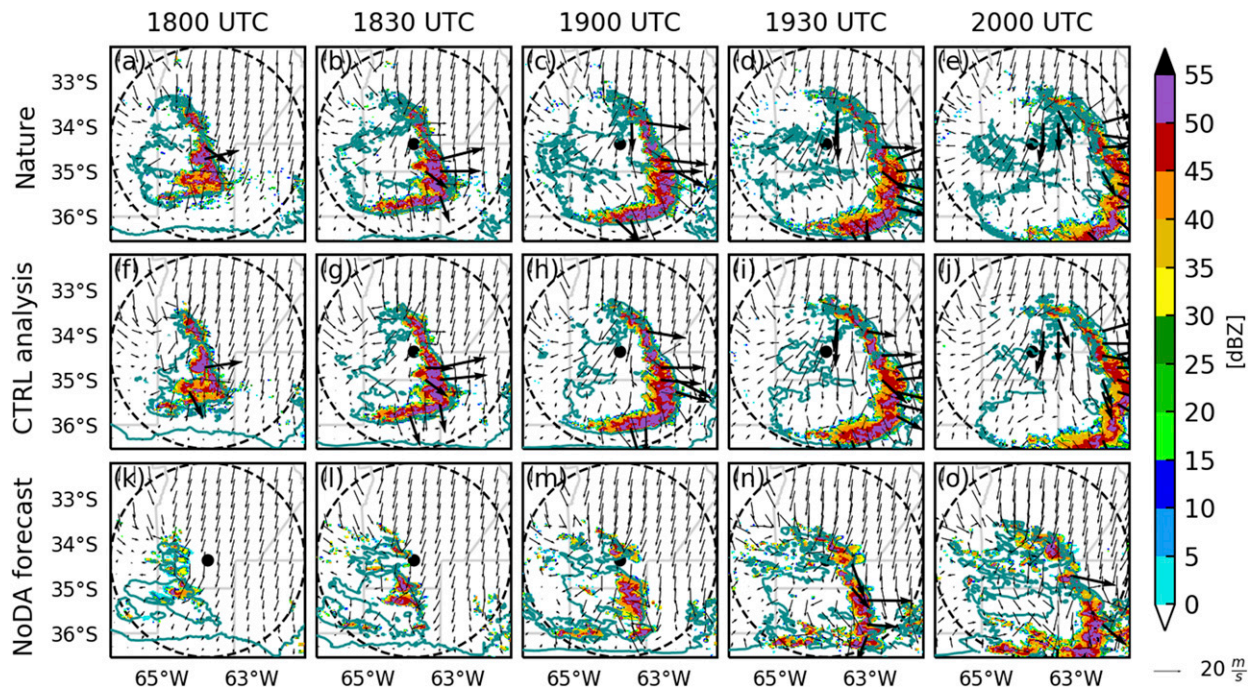 1800 UTC 1830 UTC 1900 UTC 1930 UTC 2000 UTC
Nature
33°S
34°S
35°S
36°S
(a) (b) (c) (d) (e)
CTRL analysis
33°S
34°S
35°S
36°S
(f) (g) (h) (i) (j)
NoDA forecast
33°S
34°S
35°S
36°S
(k) (l) (m) (n) (o)
65°W 63°W 65°W 63°W 65°W 63°W 65°W 63°W 65°W 63°W
55
50
45
40
35
30
25
20
15
10
5
0
[dBZ]
20 m/s